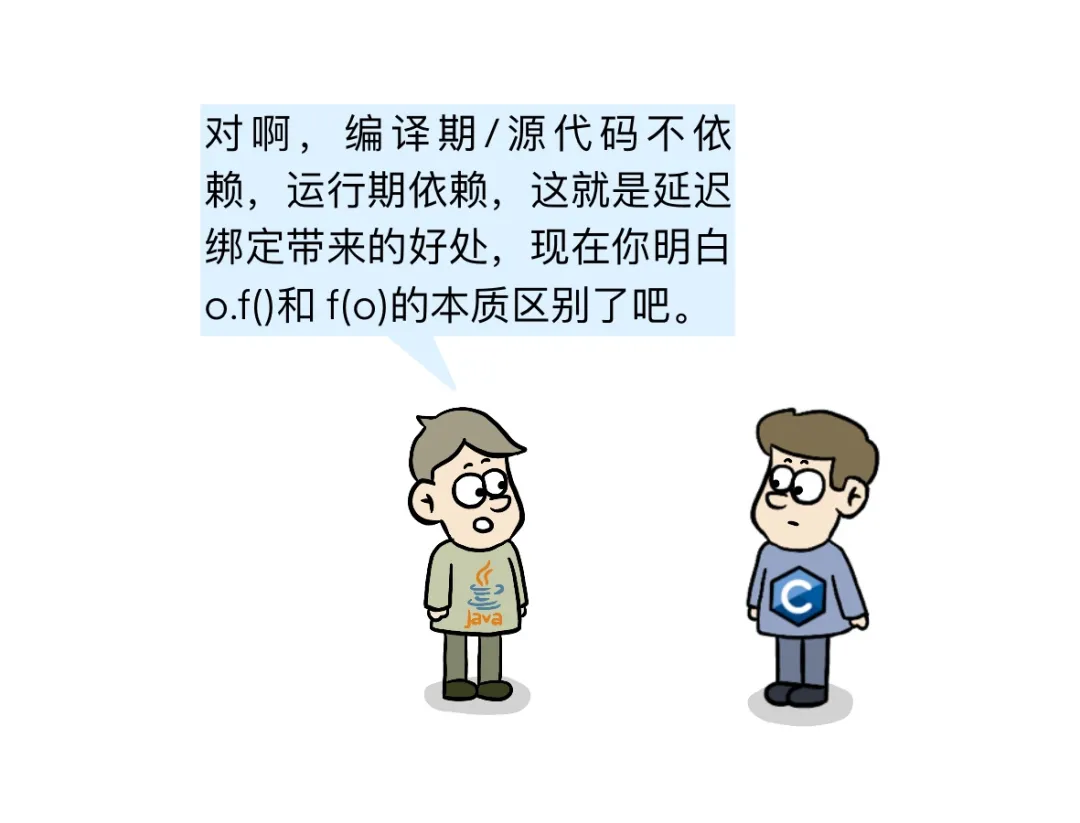 对啊，编译期/源代码不依
赖，运行期依赖，这就是延迟
绑定带来的好处，现在你明白
o.f()和 f(o)的本质区别了吧。
java
C